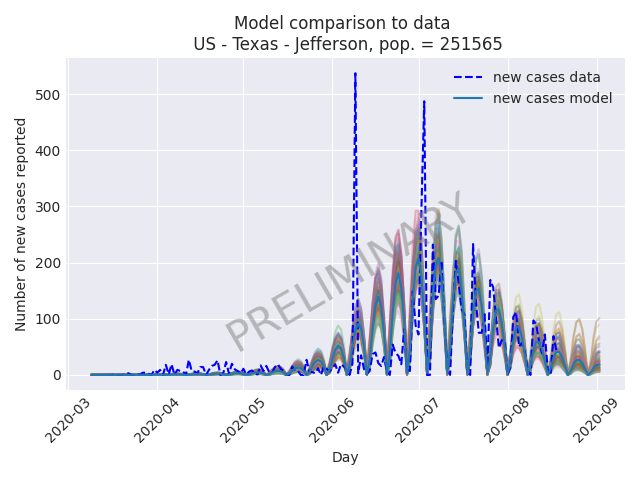 Model comparison to data
US - Texas - Jefferson, pop. = 251565
new cases data
new cases model
Number of new cases reported
500
400
300
200
100
0
PRELIMINARY
2020-03
2020-04
2020-05
2020-06
2020-07
2020-08
2020-09
Day